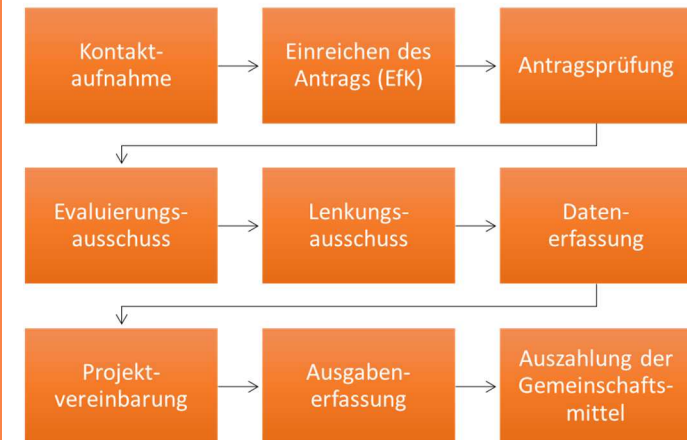 Kontakt-
aufnahme
Einreichen des
Antrags (EfK)
Antragsprüfung
Evaluierungs-
ausschuss
Lenkungs-
ausschuss
Daten-
erfassung
Projekt-
vereinbarung
Ausgaben-
erfassung
Auszahlung der
Gemeinschafts-
mittel